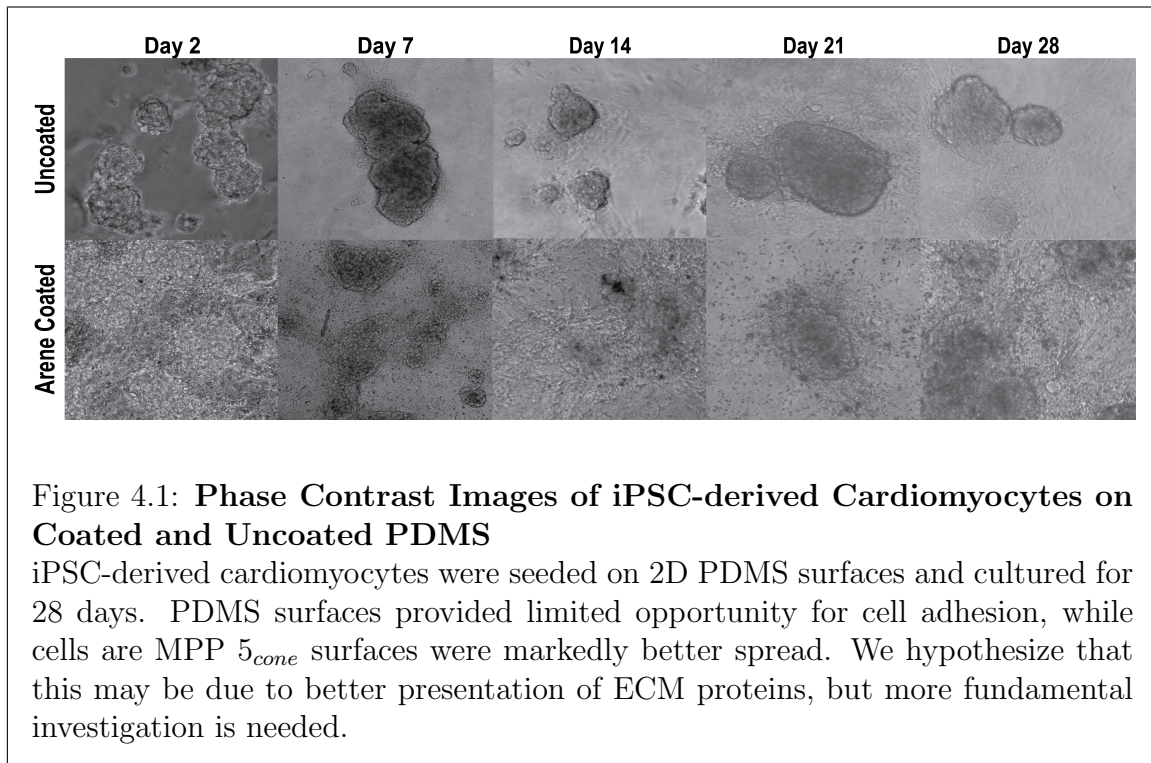 Day 2 Day 7 Day 14 Day 21 Day 28
Uncoated
Arene Coated
Figure 4.1: Phase Contrast Images of iPSC-derived Cardiomyocytes on
Coated and Uncoated PDMS
iPSC-derived cardiomyocytes were seeded on 2D PDMS surfaces and cultured for
28 days. PDMS surfaces provided limited opportunity for cell adhesion, while
cells are MPP 5cone surfaces were markedly better spread. We hypothesize that
this may be due to better presentation of ECM proteins, but more fundamental
investigation is needed.